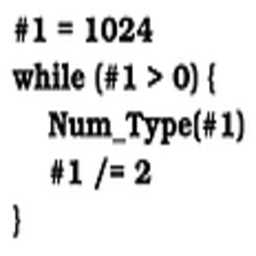 #1 = 1024
while (#1 > 0) {
Num_Type(#1)
#1 /= 2
}